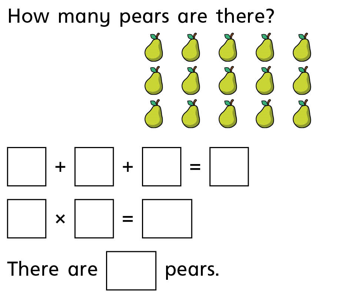 How many pears are there?
+ + =
× =
There are pears.